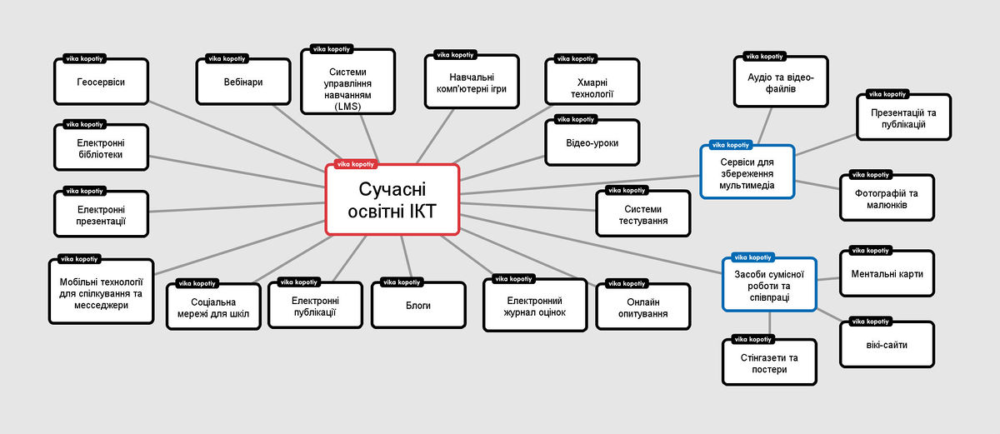 vika kopotiy
Геосервіси
vika kopotiy
Вебінари
vika kopotiy
Системи
управління
навчанням
(LMS)
vika kopotiy
Навчальні
комп'ютерні ігри
vika kopotiy
Хмарні
технології
vika kopotiy
Аудіо та відео-
файлів
vika kopotiy
Презентацій та
публікацій
vika kopotiy
Електронні
бібліотеки
vika kopotiy
Відео-уроки
vika kopotiy
Сервіси для
збереження
мультимедіа
vika kopotiy
Сучасні
освітні ІКТ
vika kopotiy
Фотографій та
малюнків
vika kopotiy
Електронні
презентації
vika kopotiy
Системи
тестування
vika kopotiy
Мобільні технології
для спілкування та
месседжери
vika kopotiy
Соціальна
мережі для шкіл
vika kopotiy
Електронні
публікації
vika kopotiy
Блоги
vika kopotiy
Електронний
журнал оцінок
vika kopotiy
Онлайн
опитування
vika kopotiy
Засоби сумісної
роботи та
співпраці
vika kopotiy
Ментальні карти
vika kopotiy
вікі-сайти
vika kopotiy
Стінгазети та
постери